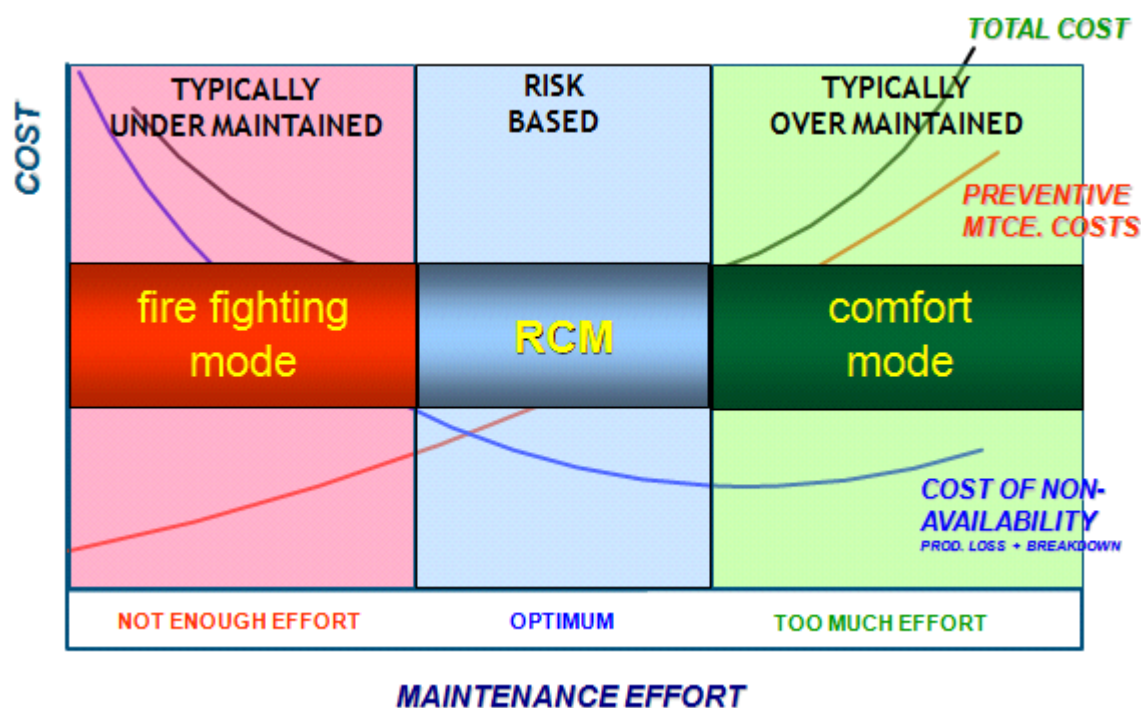 TOTAL COST
TYPICALLY
UNDER MAINTAINED
RISK
BASED
TYPICALLY
OVER MAINTAINED
COST
PREVENTIVE
MTCE. COSTS
fire fighting
mode
RCM
comfort
mode
COST OF NON-
AVAILABILITY
PROD. LOSS + BREAKDOWN
NOT ENOUGH EFFORT
OPTIMUM
TOO MUCH EFFORT
MAINTENANCE EFFORT